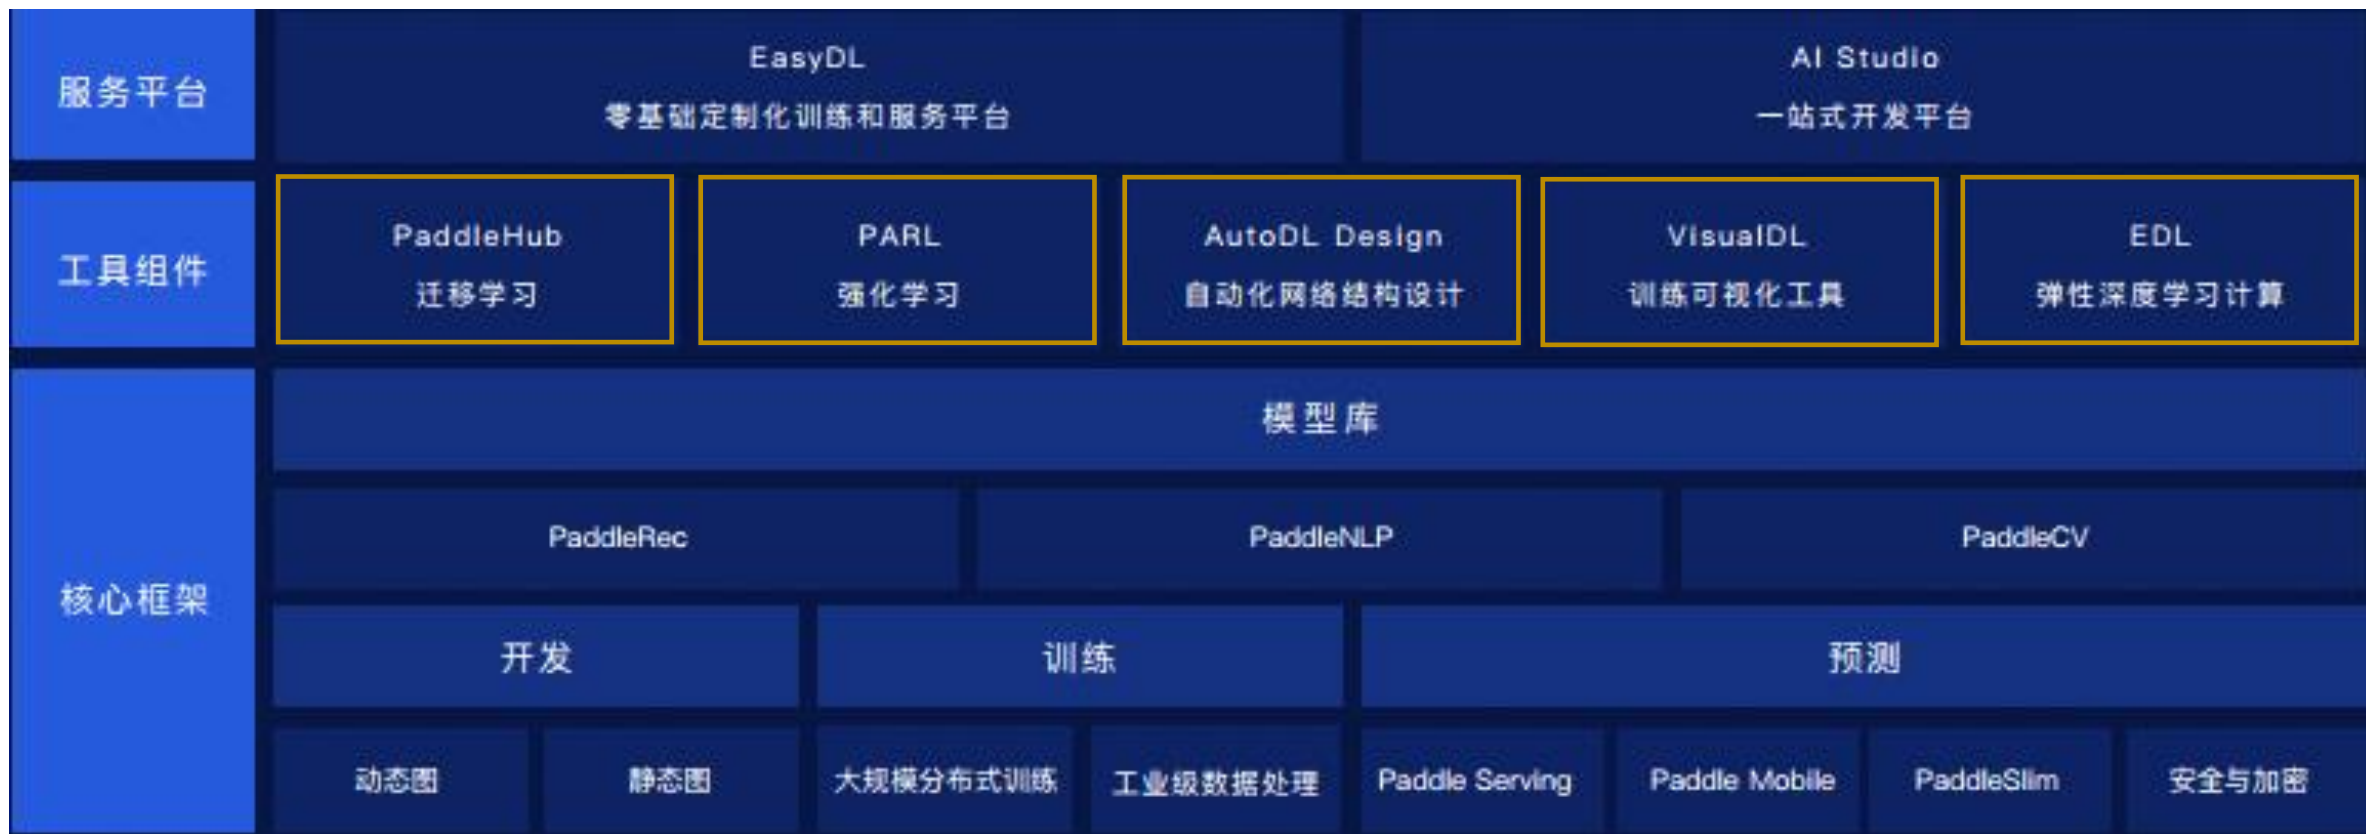 服务平台
EasyDL
零基础定制化训练和服务平台
AI Studio
一站式开发平台
工具组件
PaddleHub
迁移学习
PARL
强化学习
AutoDL Design
自动化网络结构设计
VisualDL
训练可视化工具
EDL
弹性深度学习计算
核心框架
模型库
PaddleRec
PaddleNLP
PaddleCV
开发
训练
预测
动态图
静态图
大规模分布式训练
工业级数据处理
Paddle Serving
Paddle Mobile
PaddleSlim
安全与加密